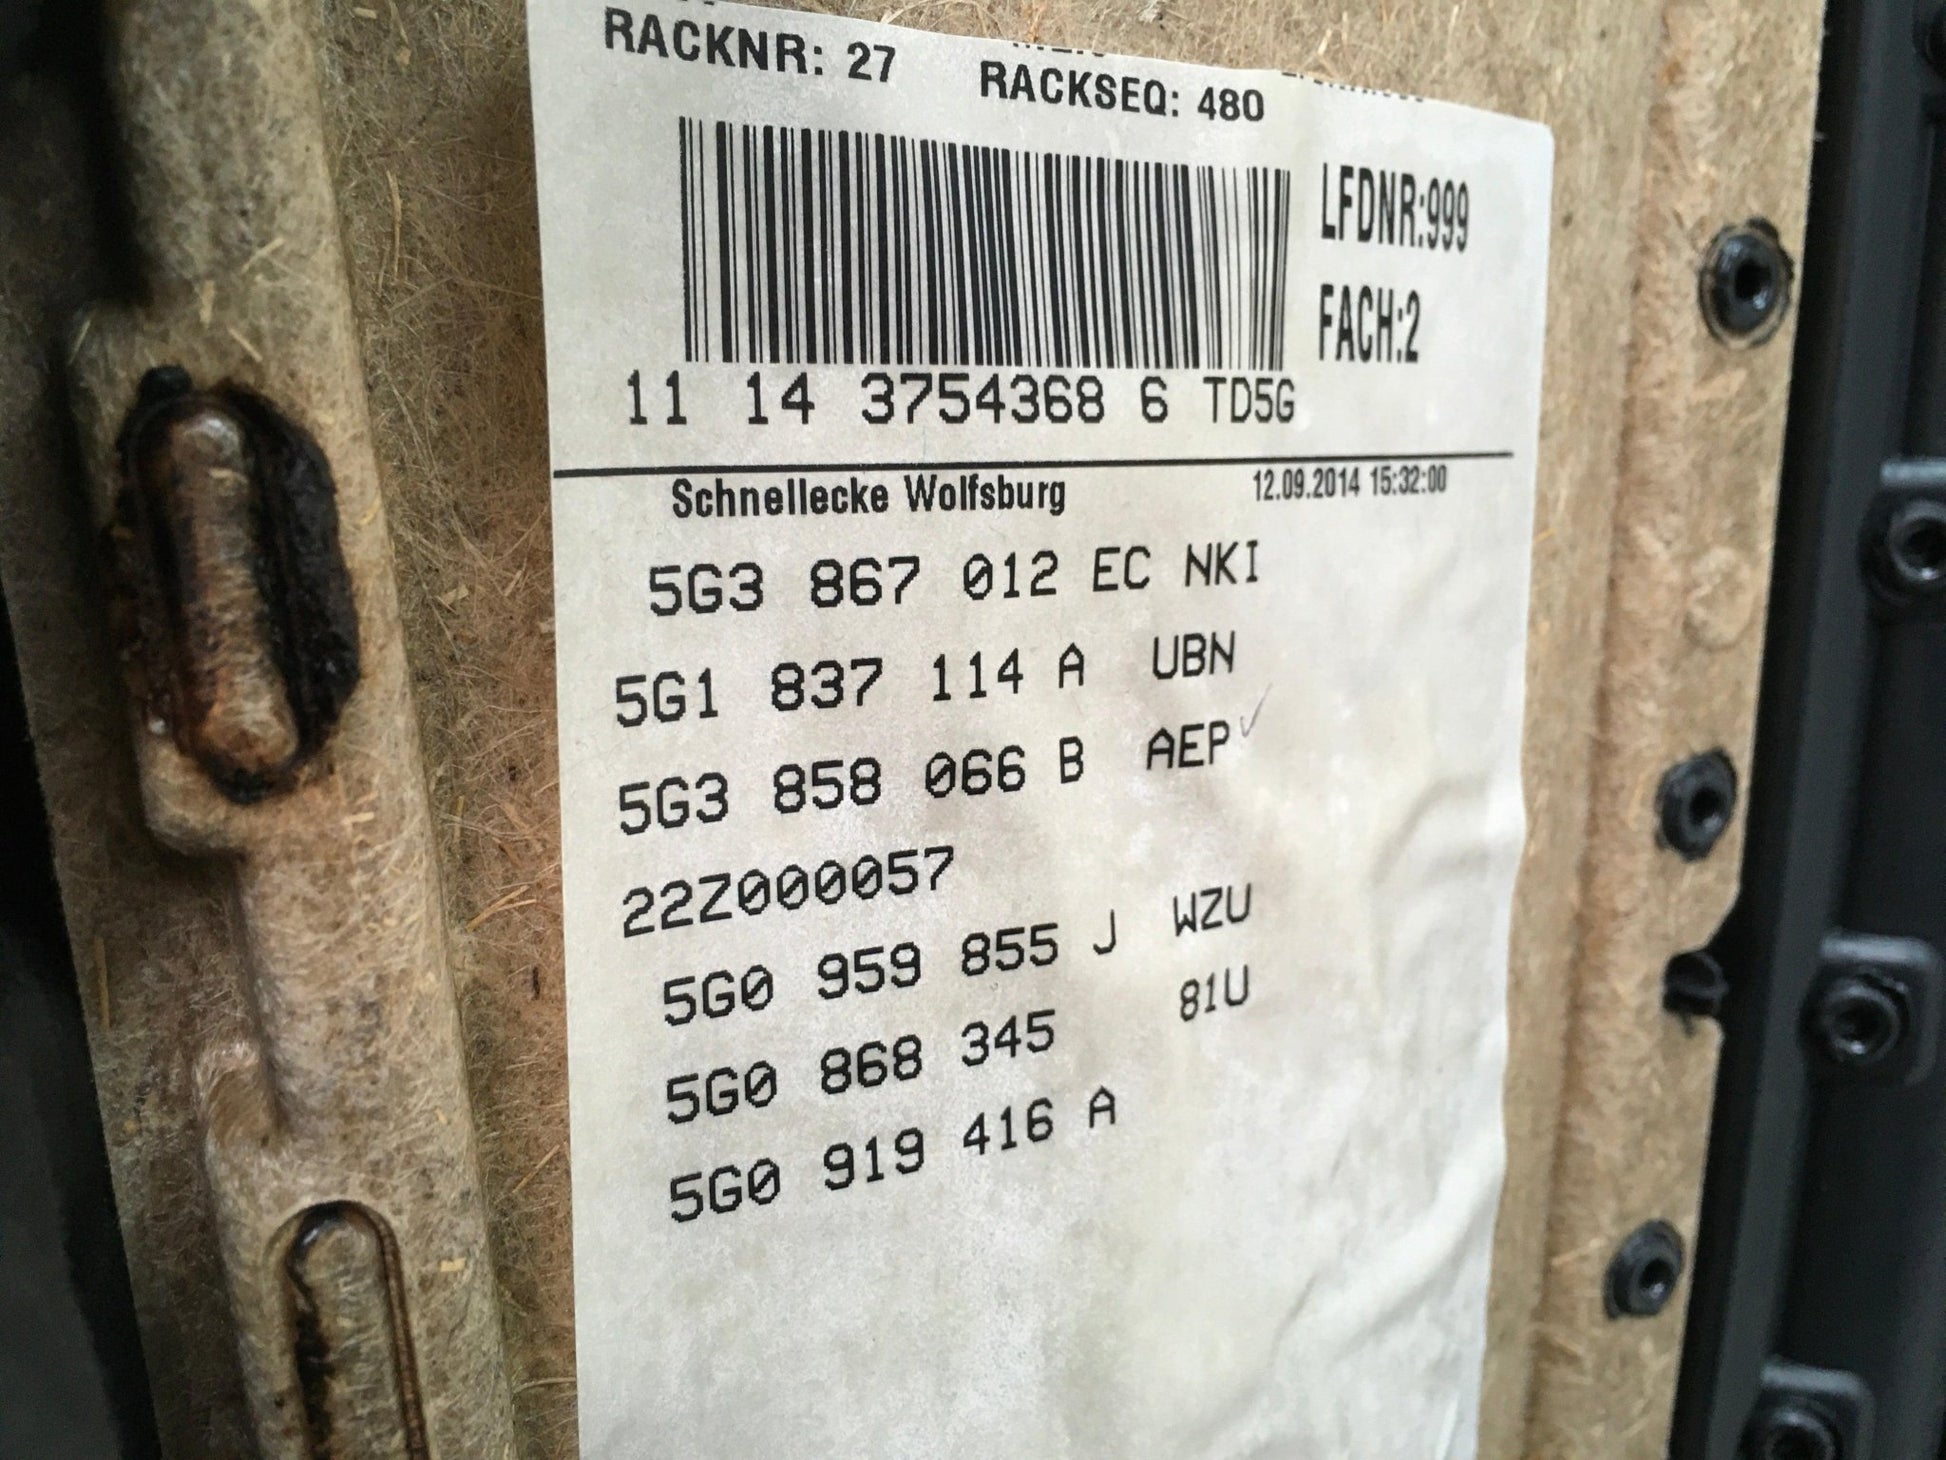 RACKNR: 27
RACKSEQ: 480
LFDNR:999
FACH:2
11 14 3754368 6 TD5G
Schnellecke Wolfsburg 12.09.2014 15:32:00
5G3 867 012 EC NKI
5G1 837 114 A UBN
5G3 858 066 B AEP
22Z000057
5G0 959 855 J WZU
5G0 868 345 81U
5G0 919 416 A